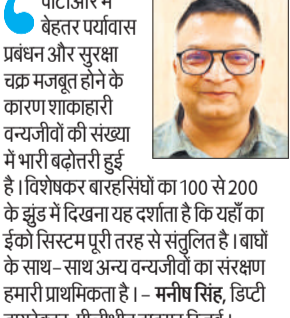 पीटीआर में
बेहतर पर्यावास
प्रबंधन और सुरक्षा
चक्र मजबूत होने के
कारण शाकाहारी
वन्यजीवों की संख्या
में भारी बढ़ोत्तरी हुई
है। विशेषकर बारहसिंघों का 100 से 200
के झुंड में दिखना यह दर्शाता है कि यहाँ का
ईको सिस्टम पूरी तरह से संतुलित है। बाघों
के साथ-साथ अन्य वन्यजीवों का संरक्षण
हमारी प्राथमिकता है। - मनीष सिंह, डिप्टी